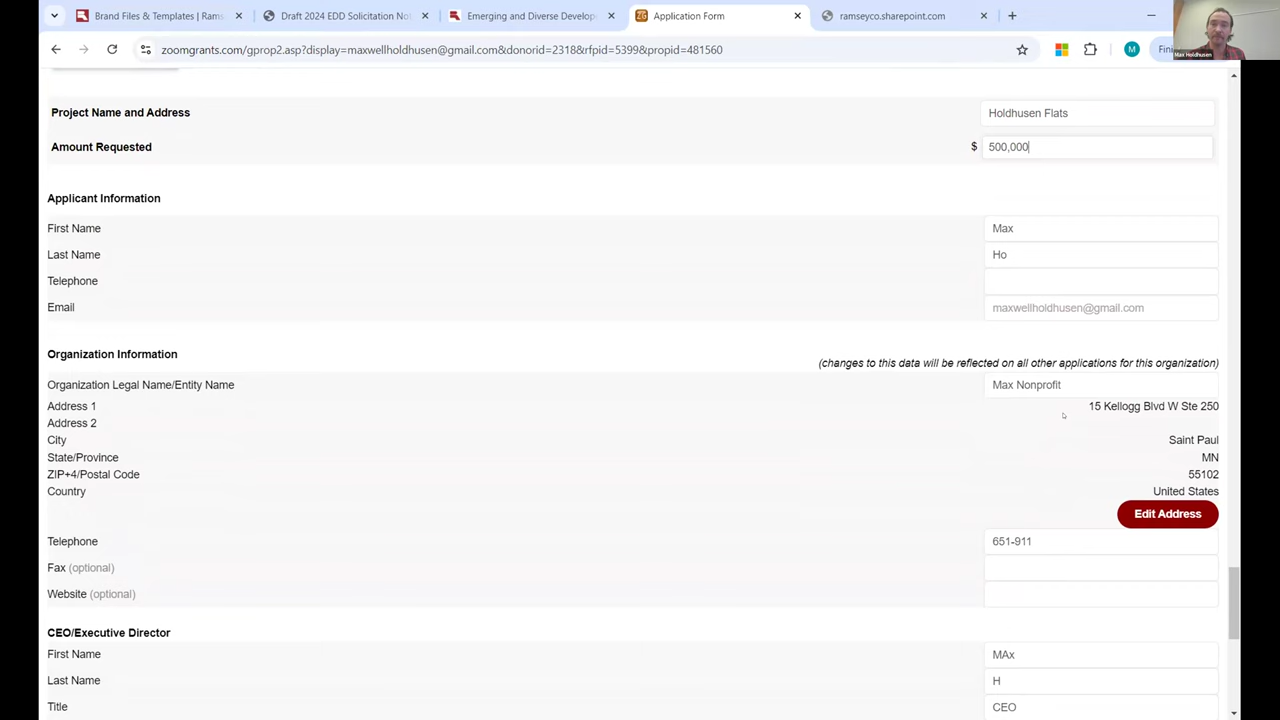 Brand Files & Templates | Rams
Draft 2024 EDD Solicitation No
Emerging and Diverse Develop
Application Form
ramseyco.sharepoint.com
zoomgrants.com/gprop2.asp?display=maxwellholdhusen@gmail.com&donorid=2318&rfpid=5399&propid=481560
M
Max Holdhusen
Project Name and Address
Holdhusen Flats
Amount Requested
$ 500,000
Applicant Information
First Name
Max
Last Name
Ho
Telephone
Email
maxwellholdhusen@gmail.com
Organization Information
(changes to this data will be reflected on all other applications for this organization)
Organization Legal Name/Entity Name
Max Nonprofit
Address 1
15 Kellogg Blvd W Ste 250
Address 2
City
Saint Paul
State/Province
MN
ZIP+4/Postal Code
55102
Country
United States
Edit Address
Telephone
651-911
Fax (optional)
Website (optional)
CEO/Executive Director
First Name
MAx
Last Name
H
Title
CEO